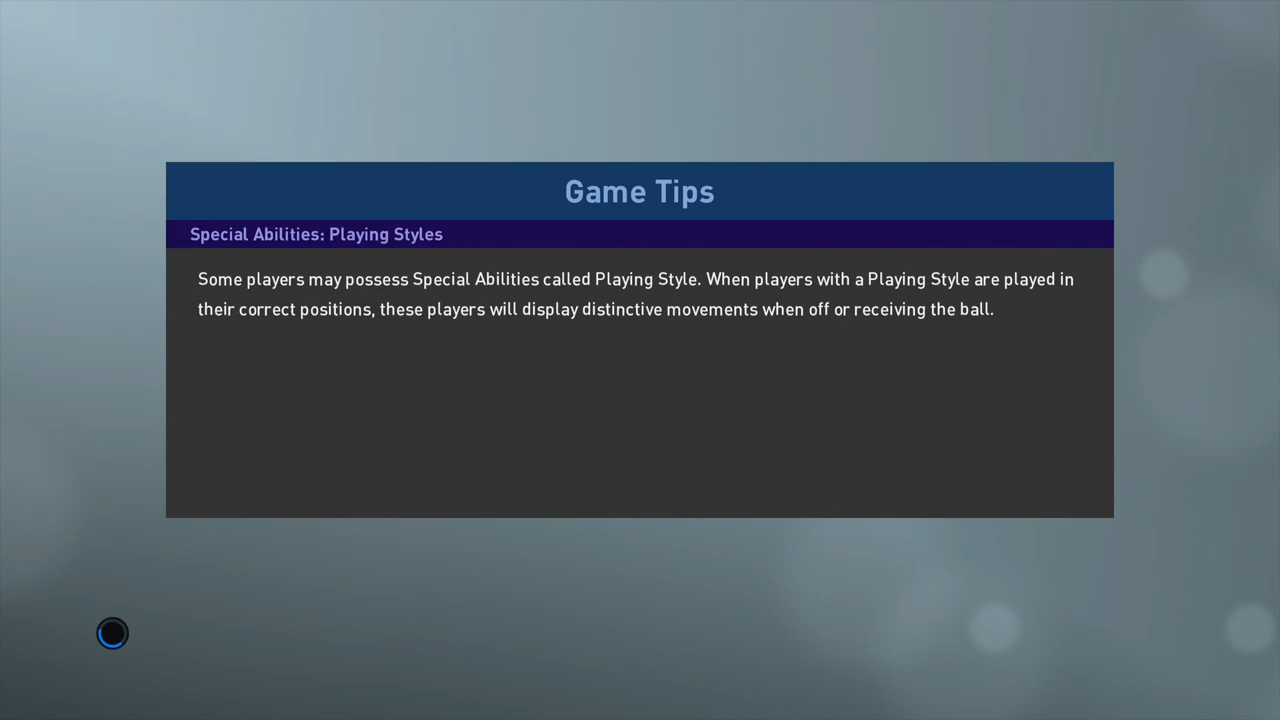 Game Tips
Special Abilities: Playing Styles
Some players may possess Special Abilities called Playing Style. When players with a Playing Style are played in
their correct positions, these players will display distinctive movements when off or receiving the ball.